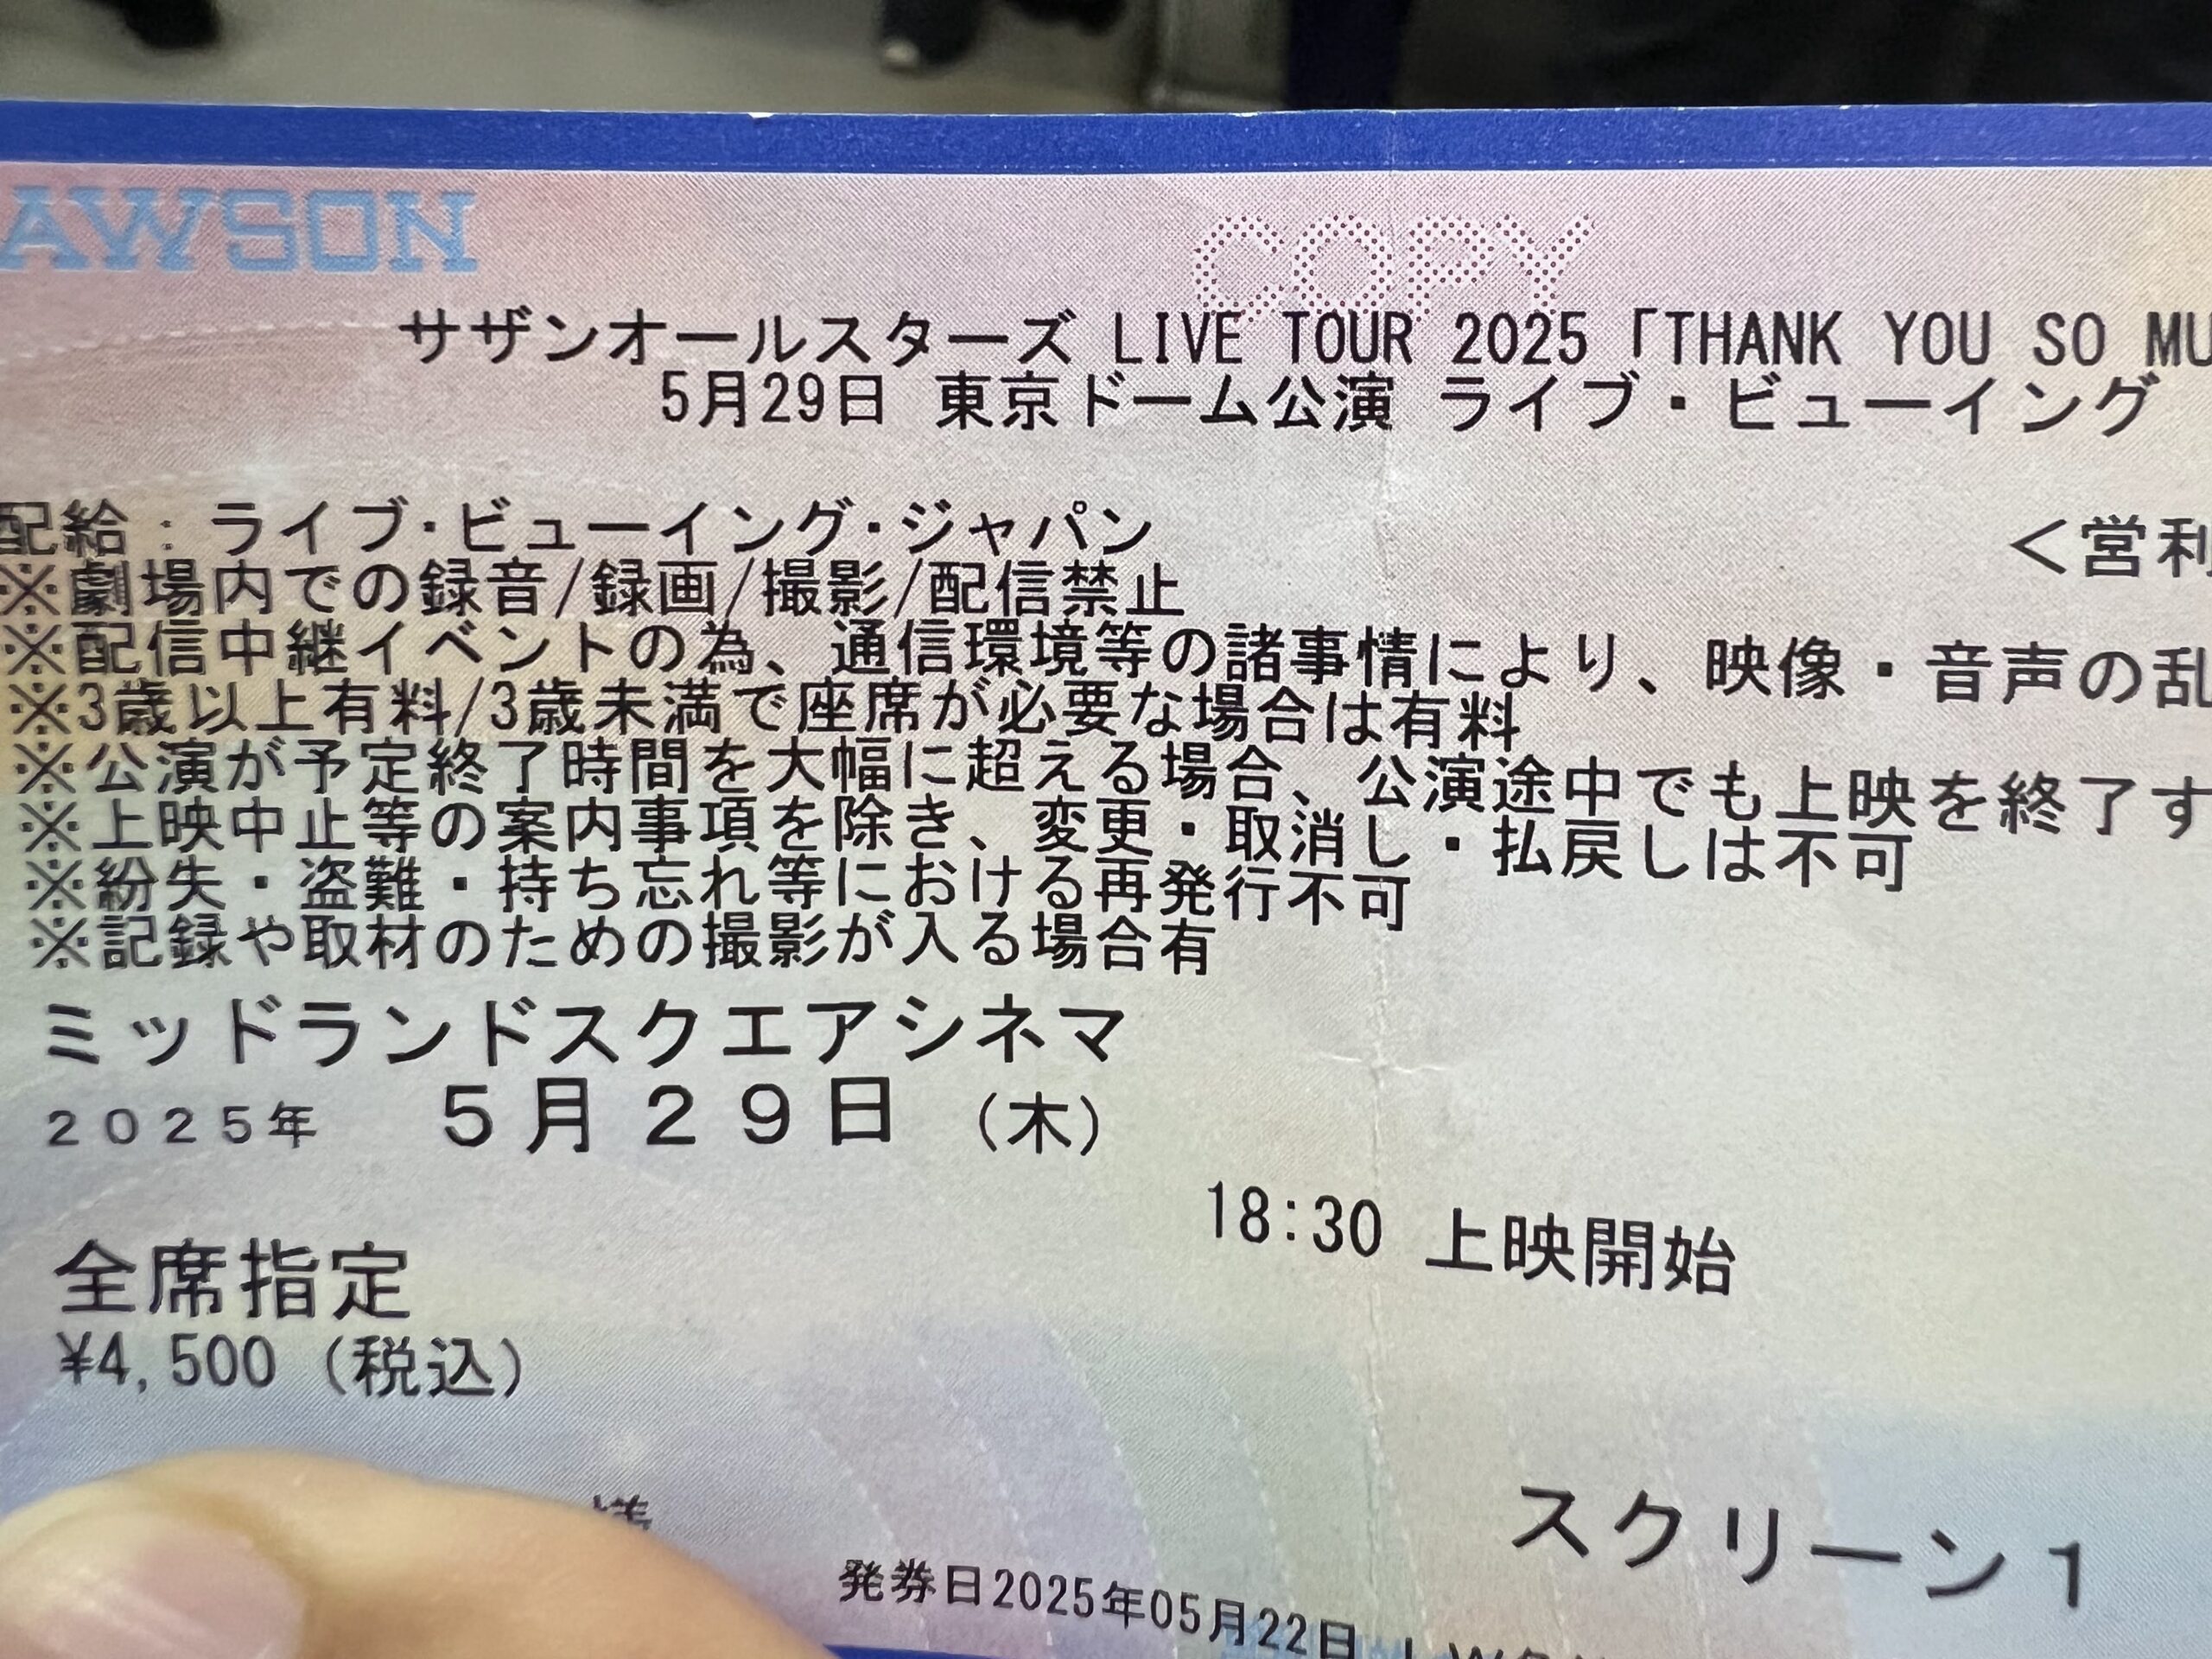 AWSON
COPY
サザンオールスターズ LIVE TOUR 2025「THANK YOU SO MU
5月29日 東京ドーム公演 ライブ・ビューイング
配給：ライブ・ビューイング・ジャパン
＜営利
※劇場内での録音/録画/撮影/配信禁止
※配信中継イベントの為、通信環境等の諸事情により、映像・音声の乱
※3歳以上有料/3歳未満で座席が必要な場合は有料
※公演が予定終了時間を大幅に超える場合、公演途中でも上映を終了す
※上映中止等の案内事項を除き、変更・取消し・払戻しは不可
※紛失・盗難・持ち忘れ等における再発行不可
※記録や取材のための撮影が入る場合有
ミッドランドスクエアシネマ
2025年 5月29日（木）
18:30 上映開始
全席指定
¥4,500（税込）
様
スクリーン1
発券日2025年05月22日